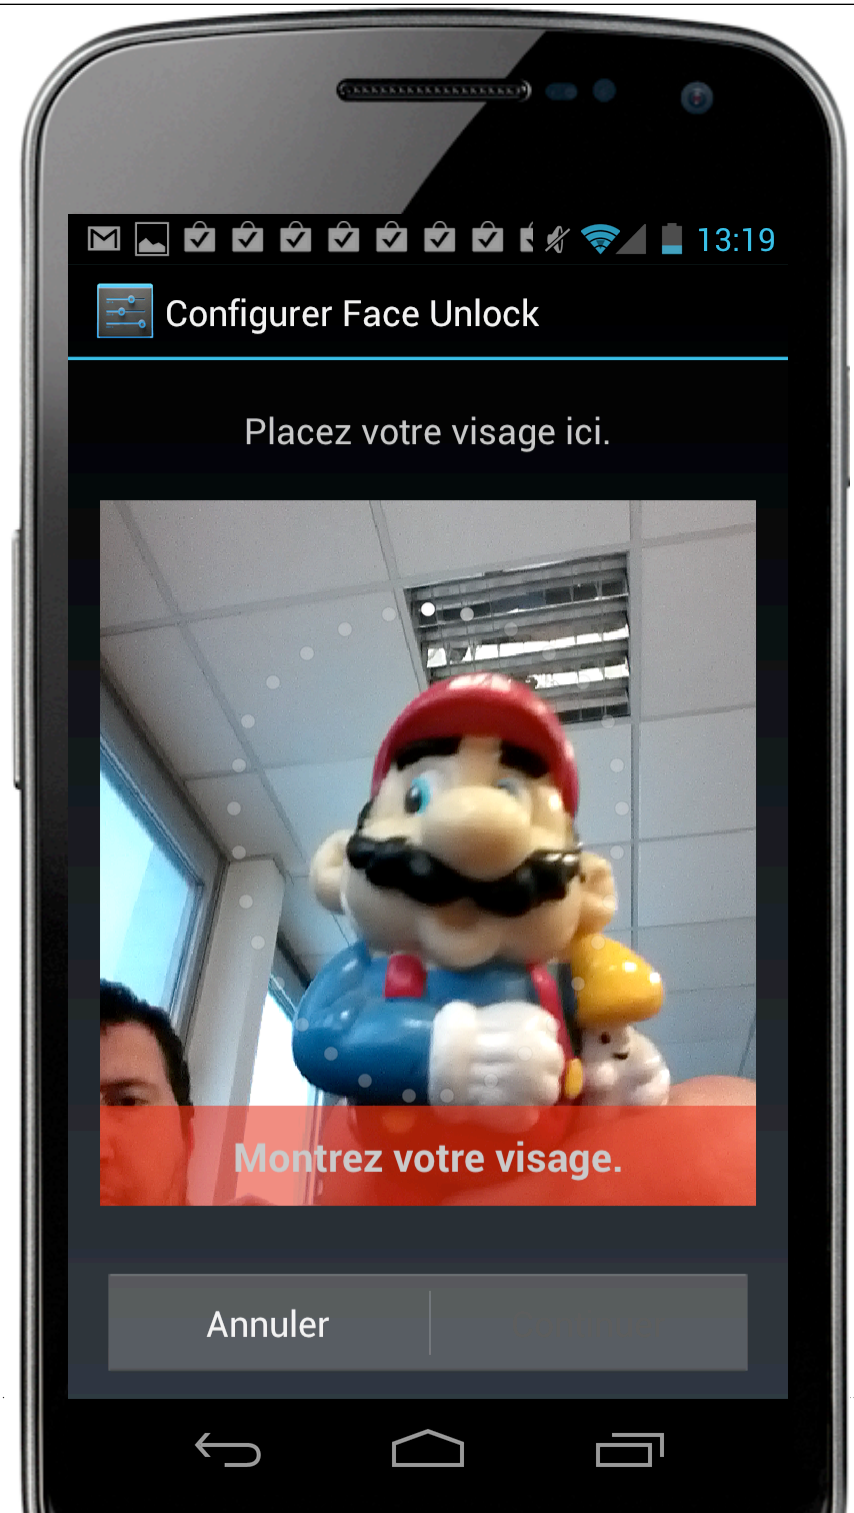 13:19
Configurer Face Unlock
Placez votre visage ici.
Montrez votre visage.
Annuler